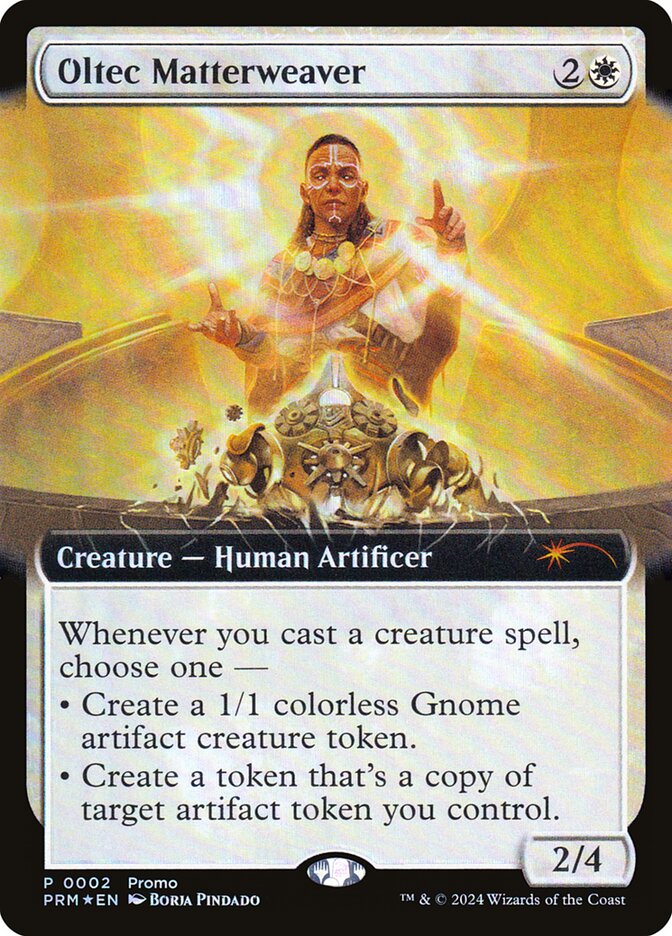 Oltec Matterweaver 2
Creature — Human Artificer
Whenever you cast a creature spell,
choose one —
• Create a 1/1 colorless Gnome
artifact creature token.
• Create a token that's a copy of
target artifact token you control.
2/4
P 0002 Promo
PRM★EN Borja Pindado
™ & © 2024 Wizards of the Coast